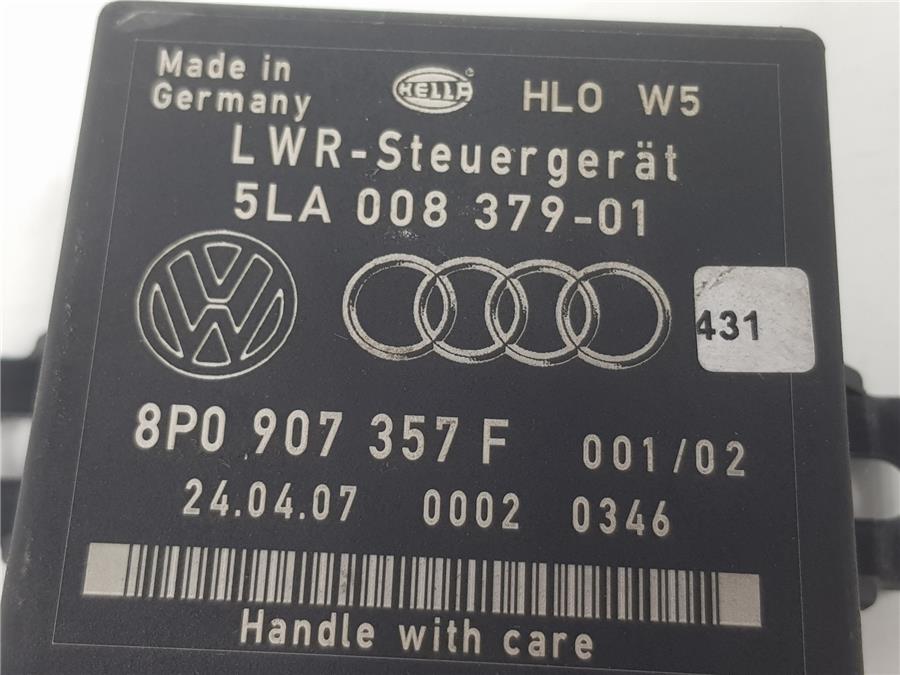 Made in
Germany
HELLA HLO W5
LWR-Steuergerät
5LA 008 379-01
431
8P0 907 357 F 001/02
24.04.07 0002 0346
Handle with care